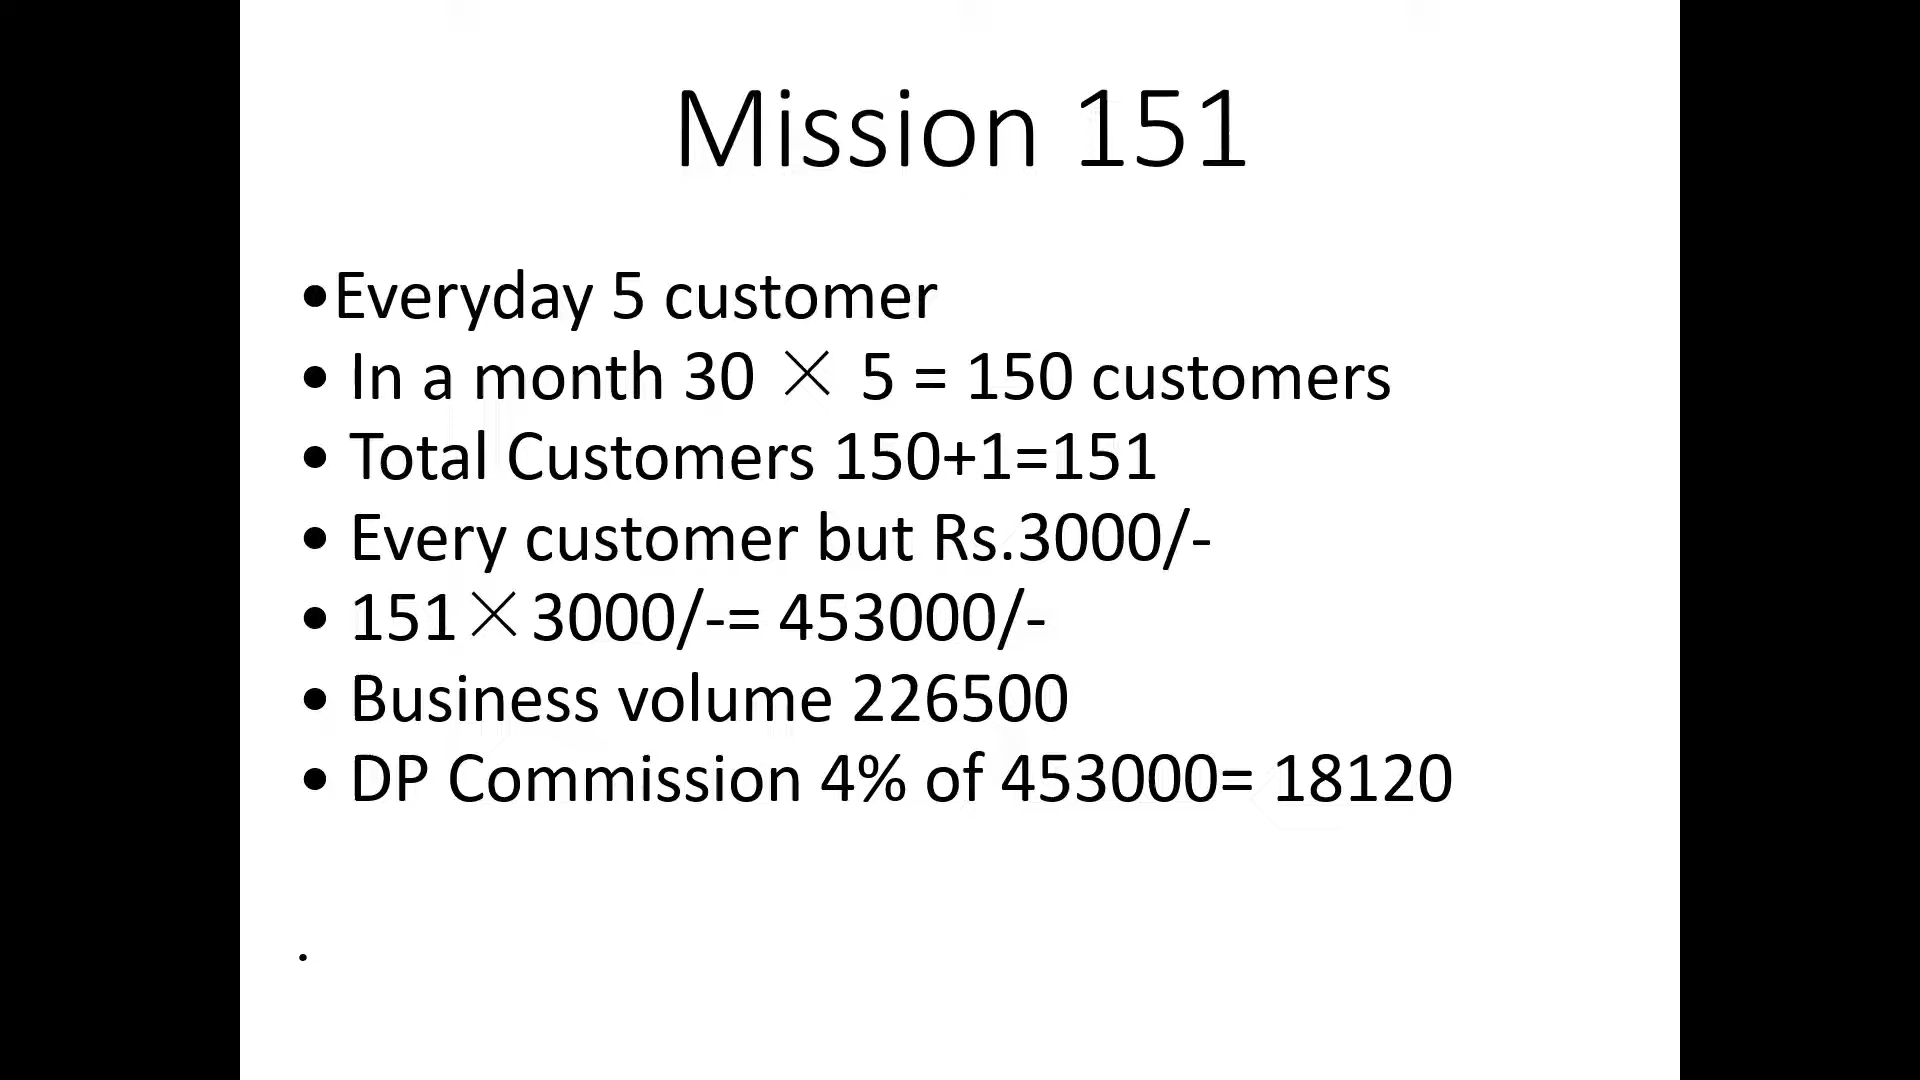 Mission 151
•Everyday 5 customer
• In a month 30 × 5 = 150 customers
• Total Customers 150+1=151
• Every customer but Rs.3000/-
• 151×3000/-= 453000/-
• Business volume 226500
• DP Commission 4% of 453000= 18120
.